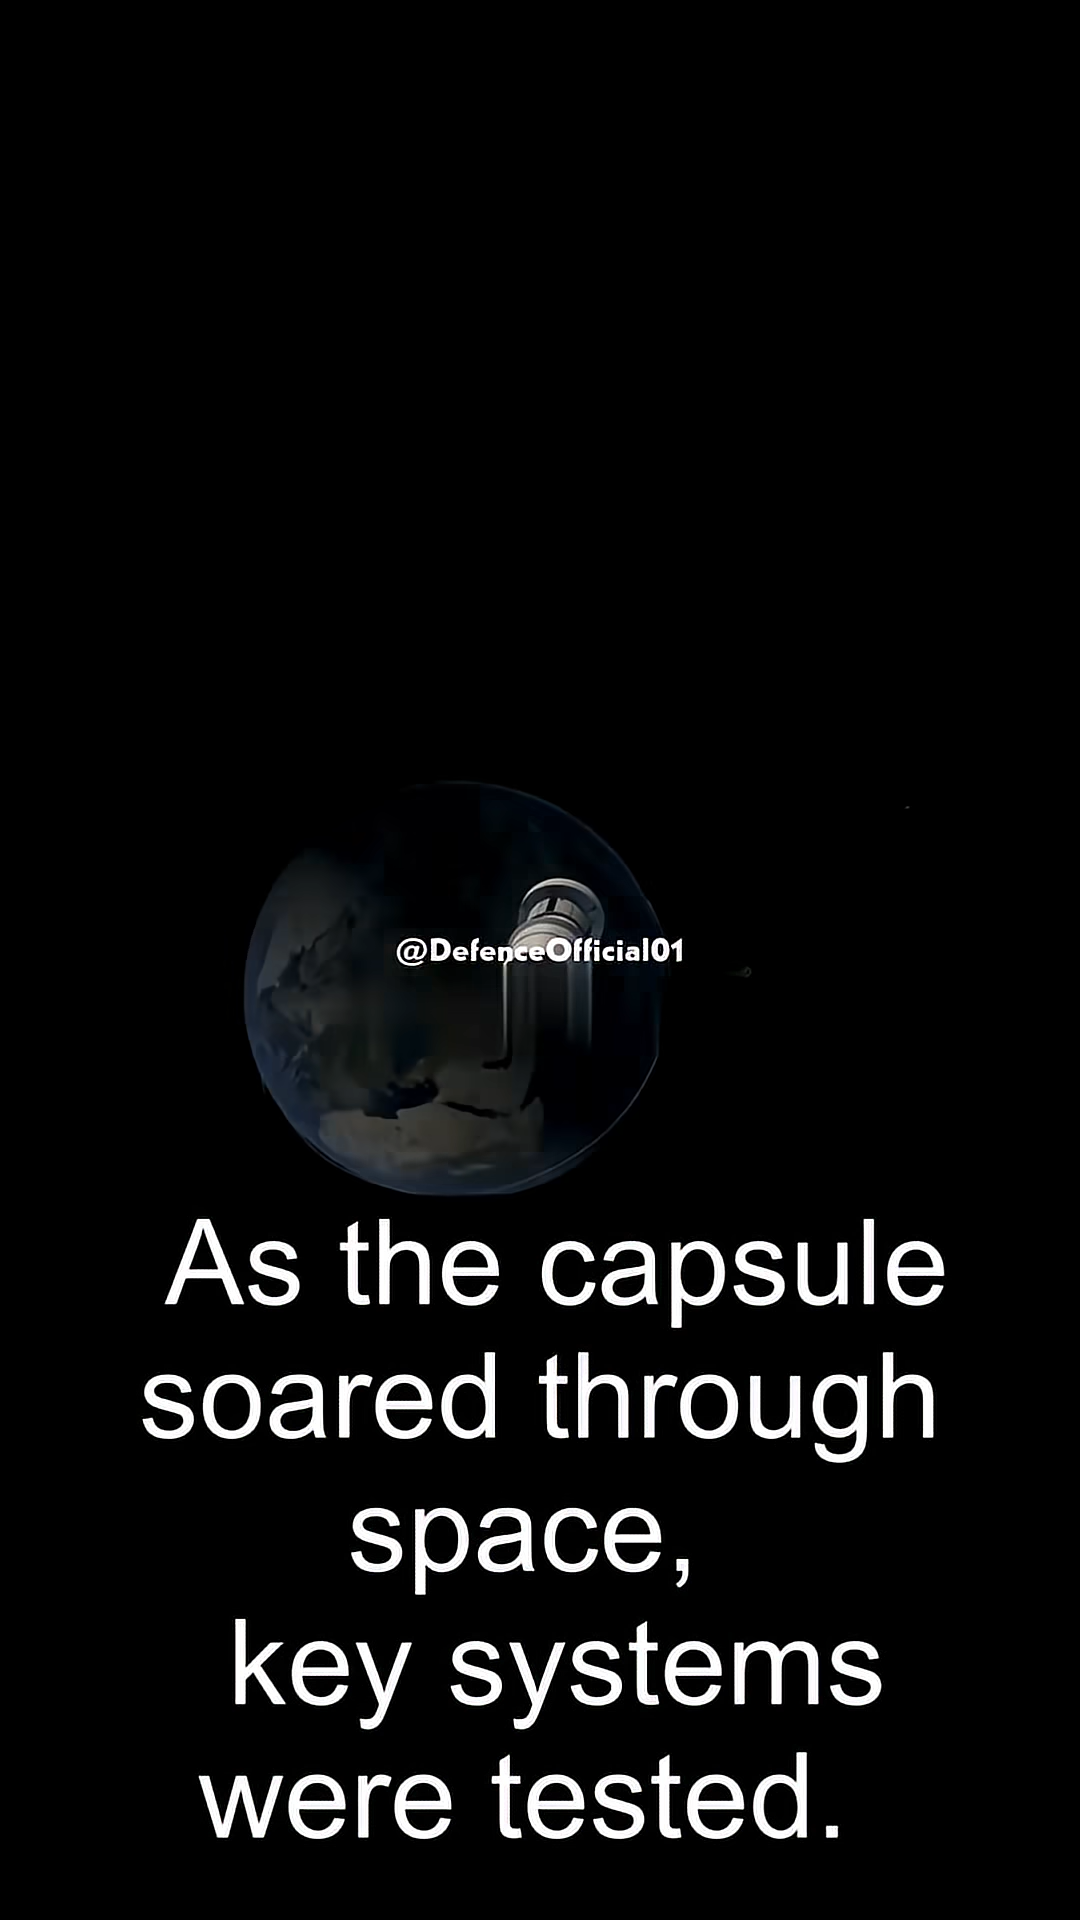 @DefenceOfficial01
As the capsule
soared through
space,
key systems
were tested.